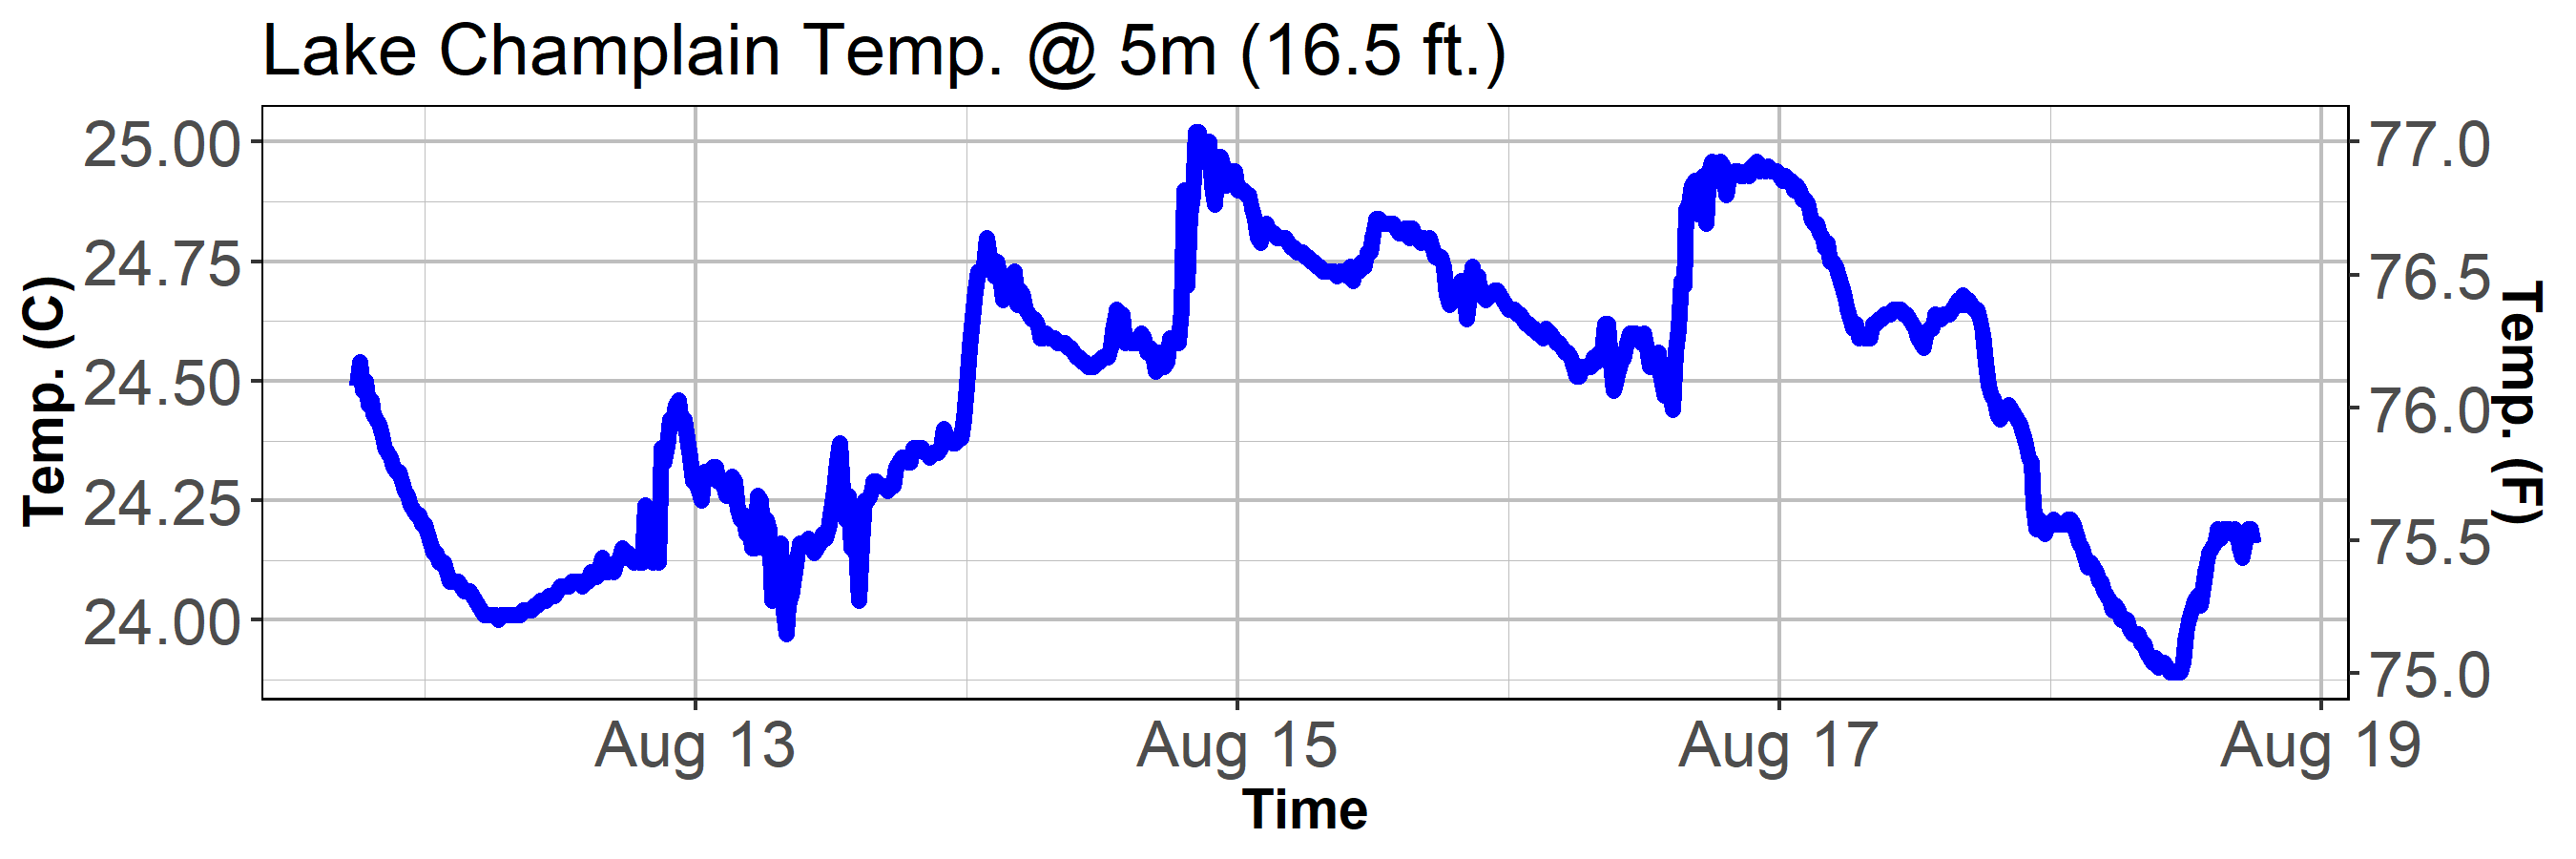 Lake Champlain Temp. @ 5m (16.5 ft.)
Temp. (C)
25.00
24.75
24.50
24.25
24.00
77.0
76.5
76.0
75.5
75.0
Temp. (F)
Aug 13 Aug 15 Aug 17 Aug 19
Time